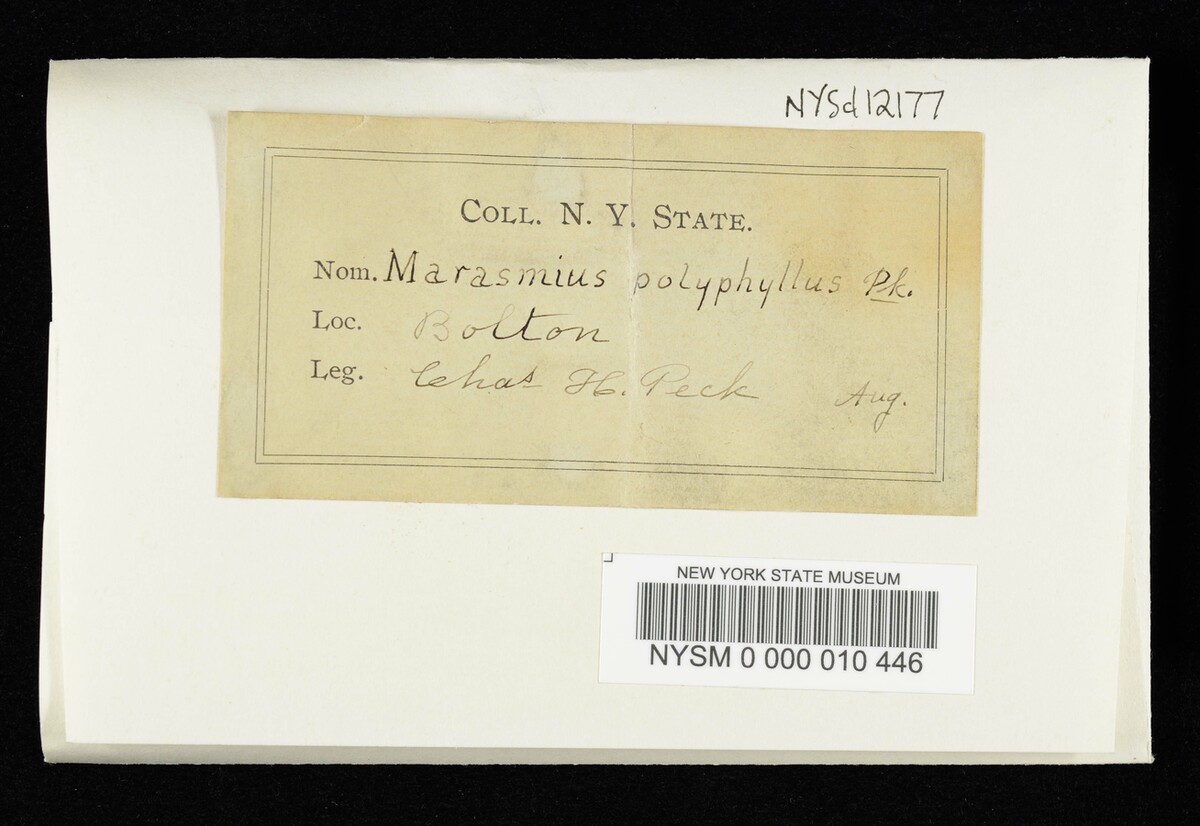 NYSd12177
COLL. N. Y. STATE.
Nom. Marasmius polyphyllus Pk.
Loc. Bolton
Leg. Chas H. Peck Aug.
NEW YORK STATE MUSEUM
NYSM 0 000 010 446